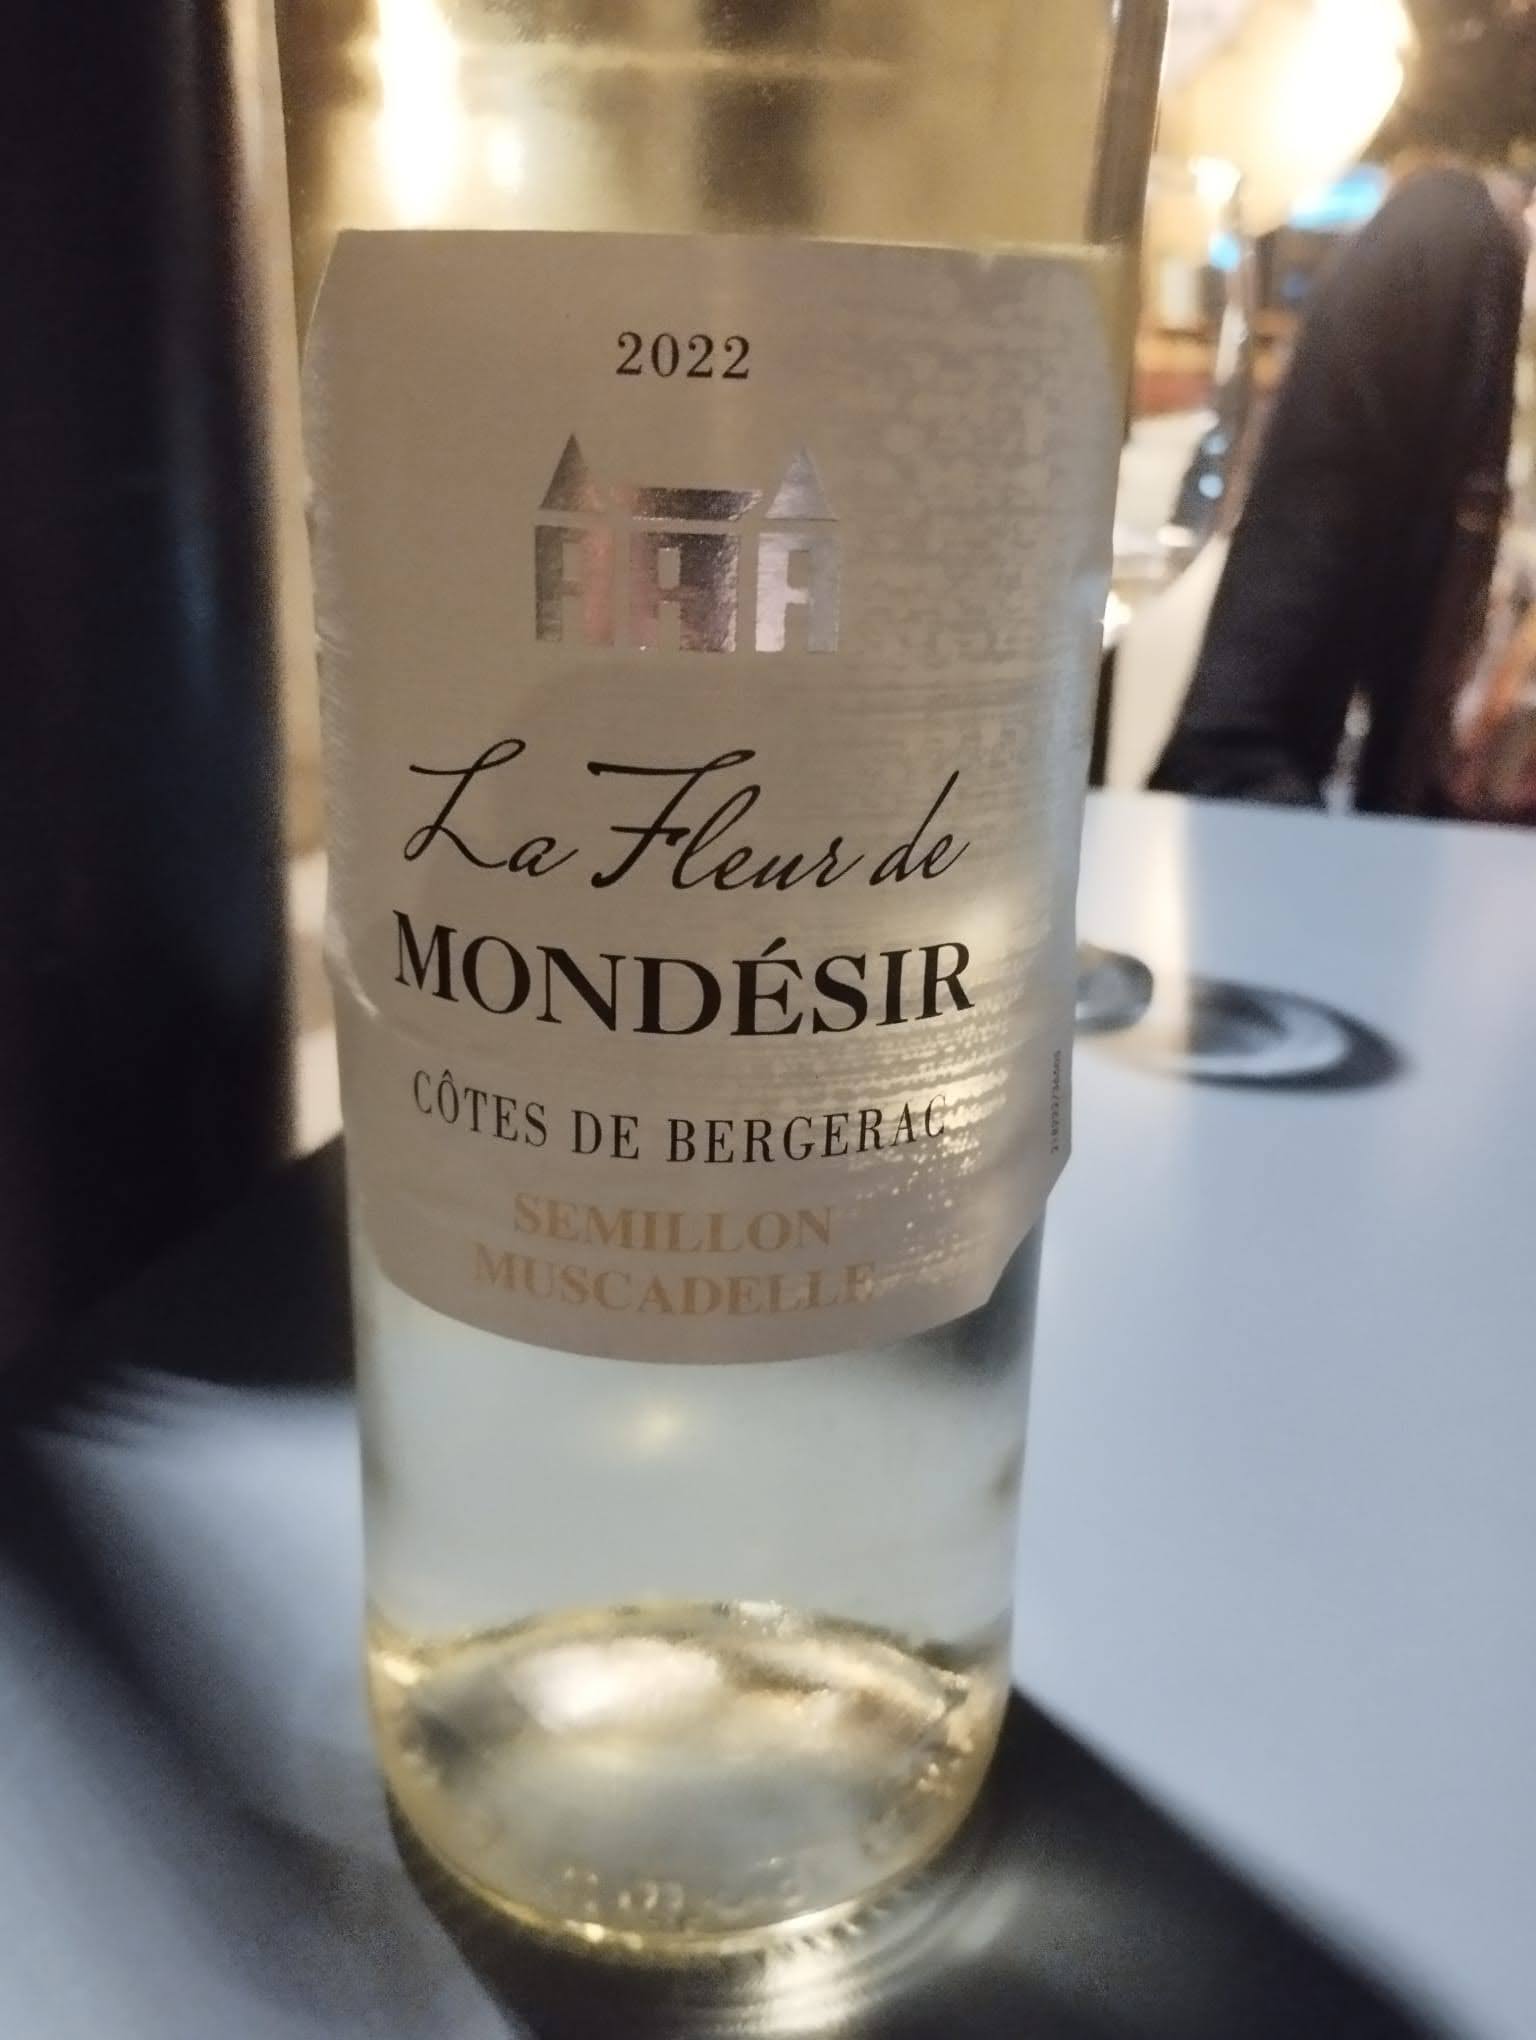 2022
La Fleur de
MONDÉSIR
CÔTES DE BERGERAC
SEMILLON
MUSCADELLE